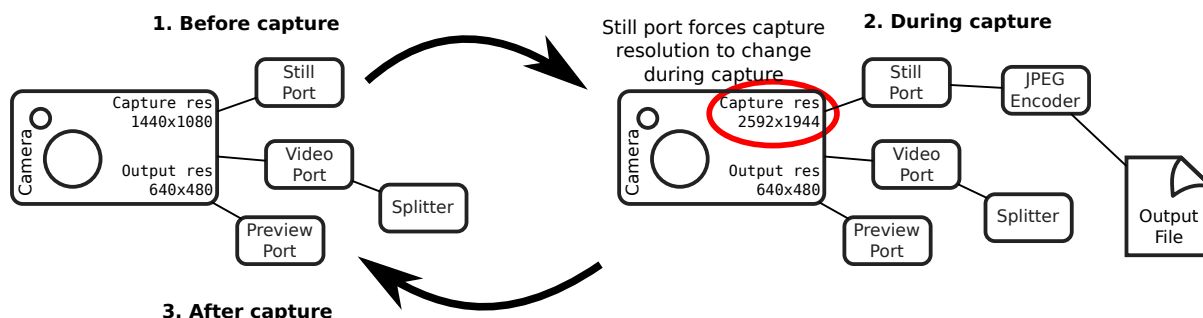 1. Before capture
Still
Port
Capture res
1440x1080
Camera
Video
Port
Output res
640x480
Splitter
Preview
Port
2. During capture
Still port forces capture
resolution to change
during capture
Still
Port
JPEG
Encoder
Capture res
2592x1944
Camera
Video
Port
Output res
640x480
Splitter
Preview
Port
Output
File
3. After capture